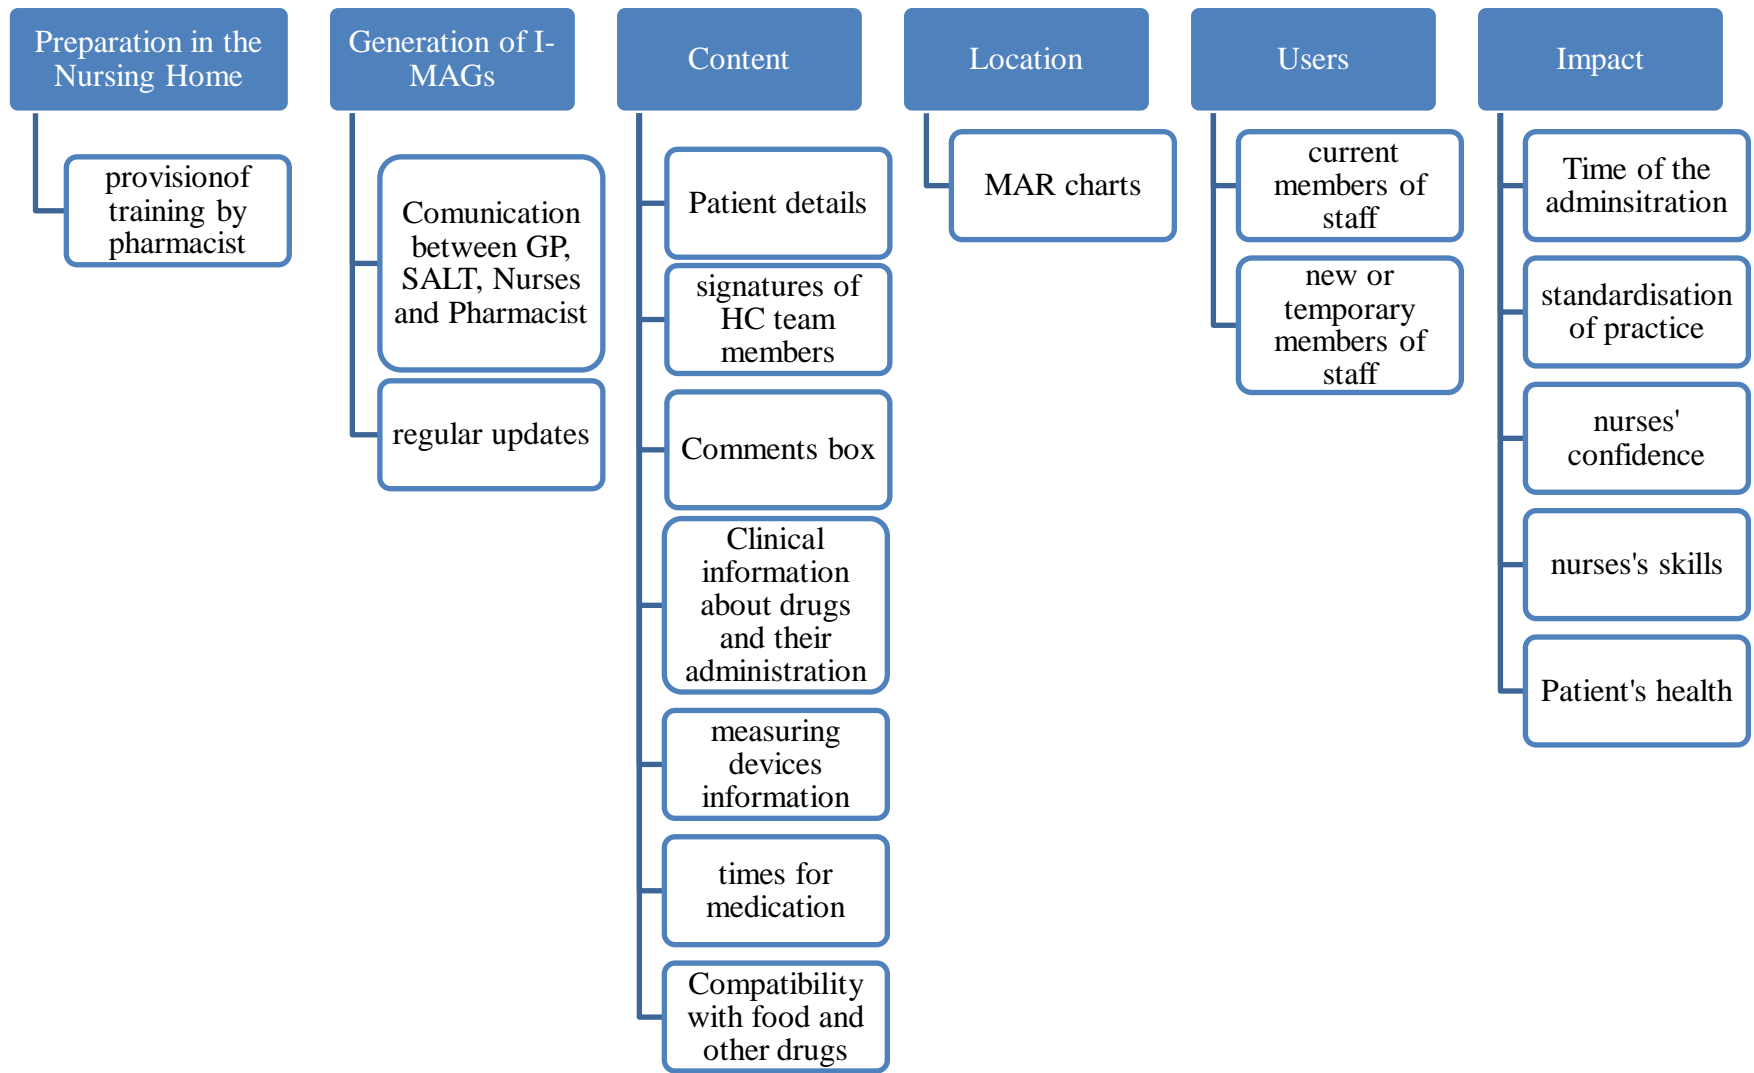 Preparation in the
Nursing Home
provisionof
training by
pharmacist
Generation of I-
MAGs
Comunication
between GP,
SALT, Nurses
and Pharmacist
regular updates
Content
Patient details
signatures of
HC team
members
Comments box
Clinical
information
about drugs
and their
administration
measuring
devices
information
times for
medication
Compatibility
with food and
other drugs
Location
MAR charts
Users
current
members of
staff
new or
temporary
members of
staff
Impact
Time of the
adminsitration
standardisation
of practice
nurses'
confidence
nurses's skills
Patient's health